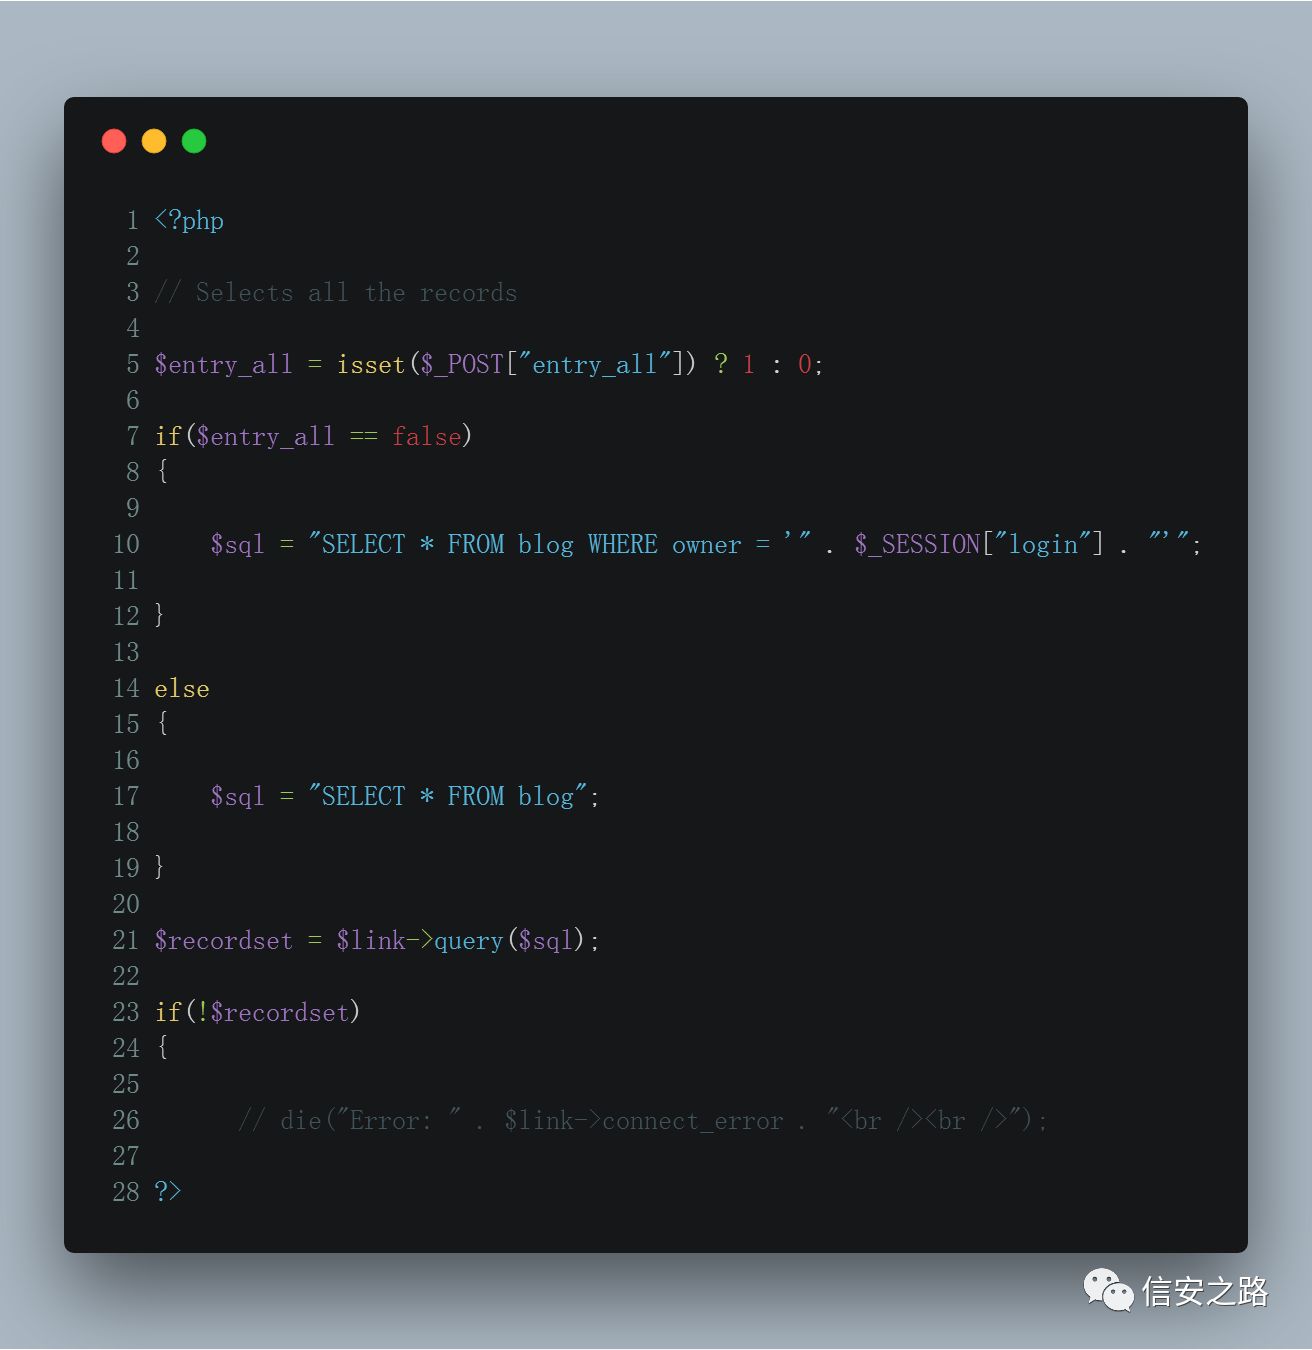 1 <?php
2
3 // Selects all the records
4
5 $entry_all = isset($_POST["entry_all"]) ? 1 : 0;
6
7 if($entry_all == false)
8 {
9
10     $sql = "SELECT * FROM blog WHERE owner = '" . $_SESSION["login"] . "'";
11
12 }
13
14 else
15 {
16
17     $sql = "SELECT * FROM blog";
18
19 }
20
21 $recordset = $link->query($sql);
22
23 if(!$recordset)
24 {
25
26       // die("Error: " . $link->connect_error . "<br /><br />");
27
28 ?>
信安之路